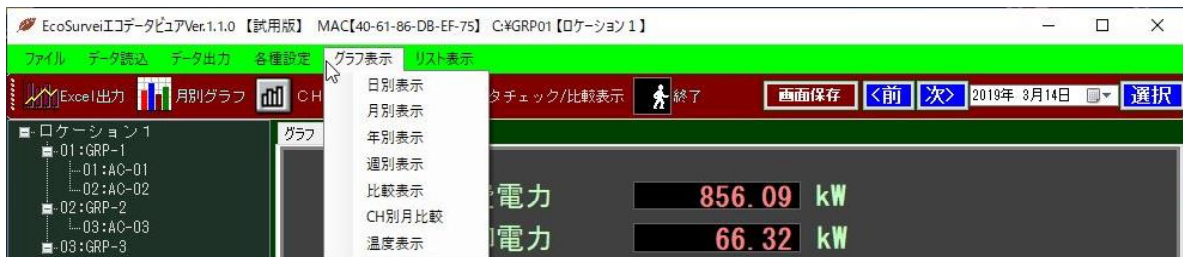 EcoSurveiエコデータビュアVer.1.1.0 【試用版】 MAC【40-61-86-DB-EF-75】 C:¥GRP01【ロケーション1】
ファイル データ読込 データ出力 各種設定 グラフ表示 リスト表示
Excel出力 月別グラフ CH タチェック/比較表示 終了 画面保存 <前 次> 2019年 3月14日 選択
日別表示
月別表示
年別表示
週別表示
比較表示
CH別月比較
温度表示
ロケーション1
01:GRP-1
01:AC-01
02:AC-02
02:GRP-2
03:AC-03
03:GRP-3
グラフ
電力 856.09 kW
電力 66.32 kW